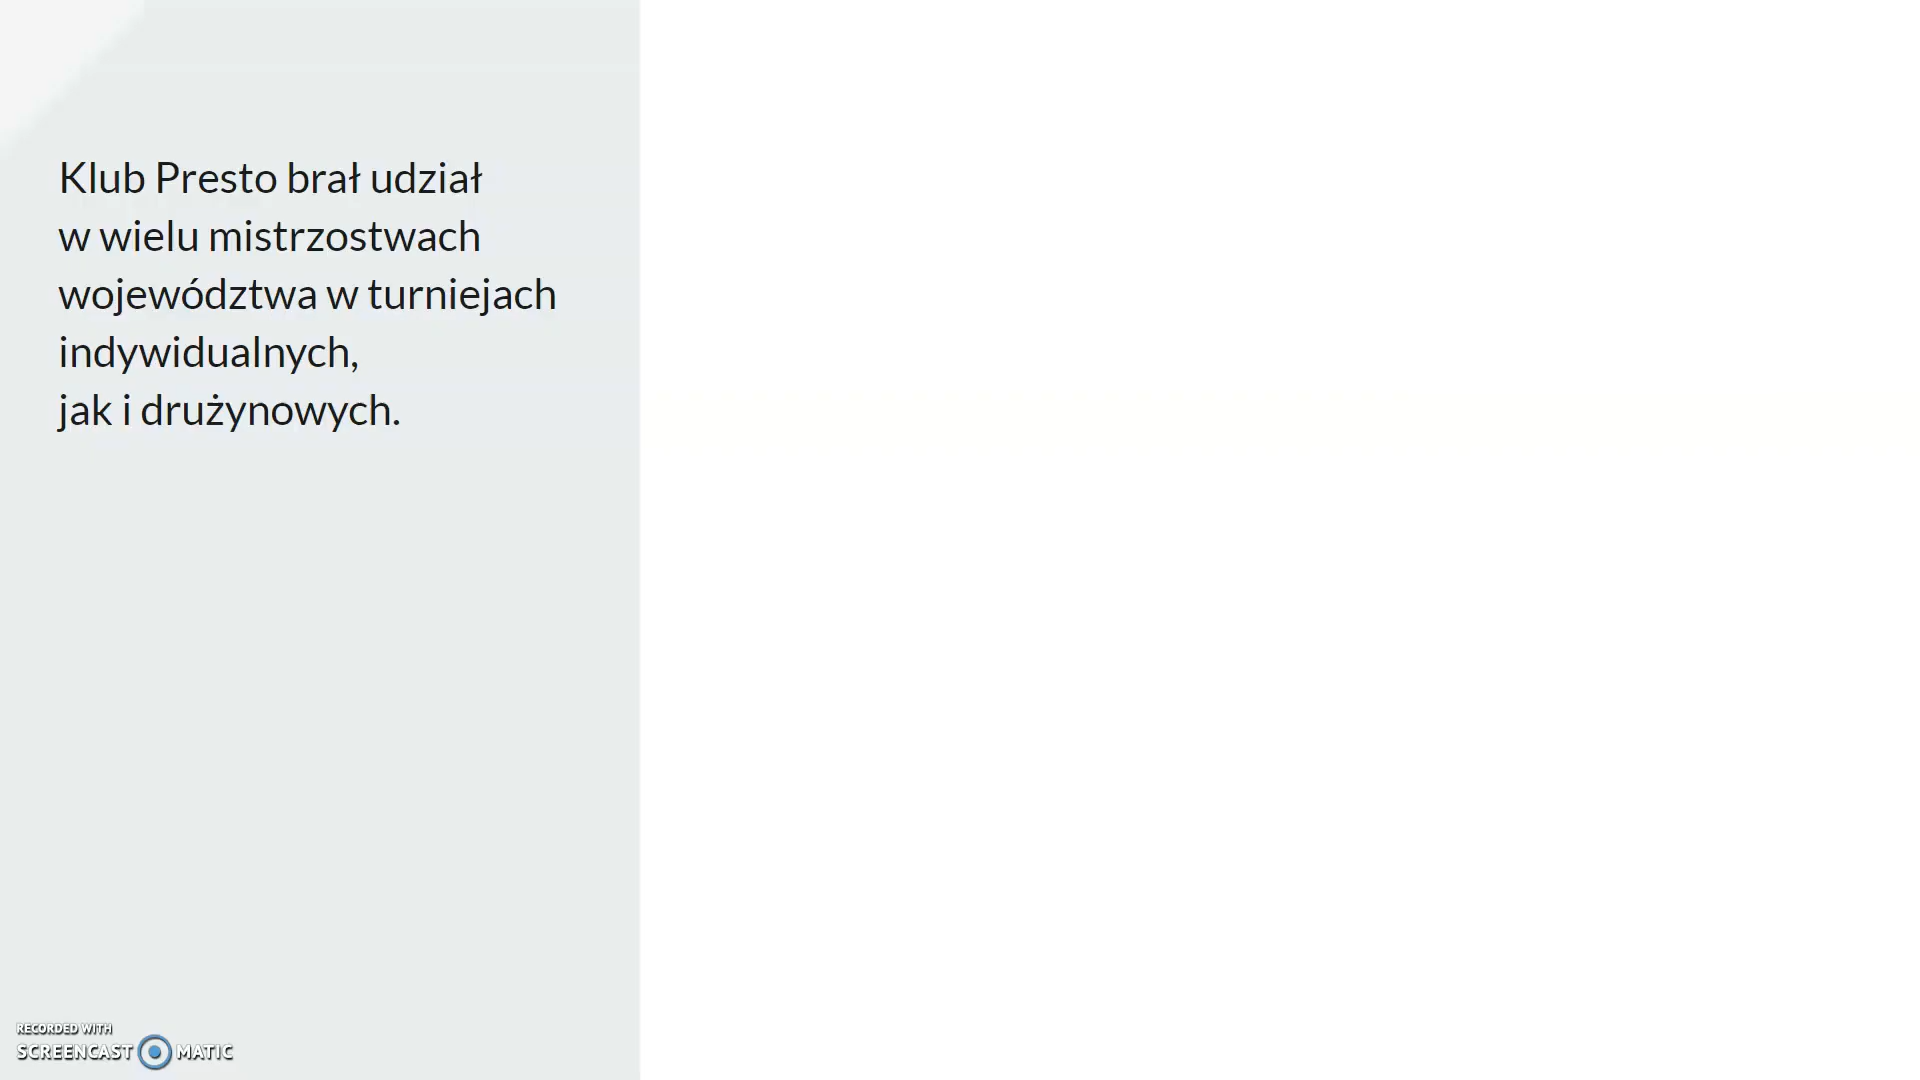 Klub Presto brał udział
w wielu mistrzostwach
województwa w turniejach
indywidualnych,
jak i drużynowych.
RECORDED WITH
SCREENCAST MATIC